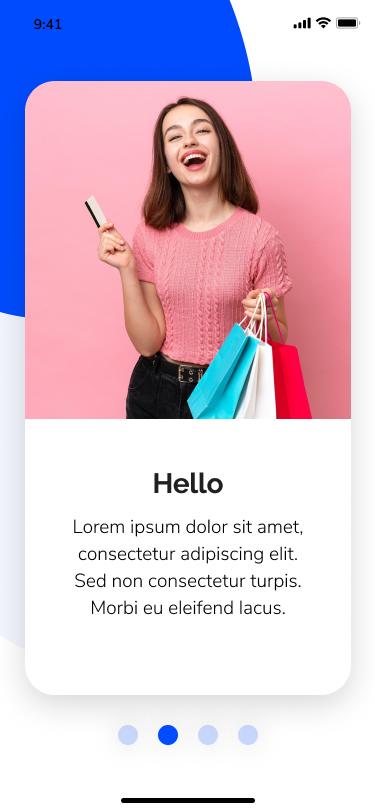 9:41
Hello
Lorem ipsum dolor sit amet,
consectetur adipiscing elit.
Sed non consectetur turpis.
Morbi eu eleifend lacus.